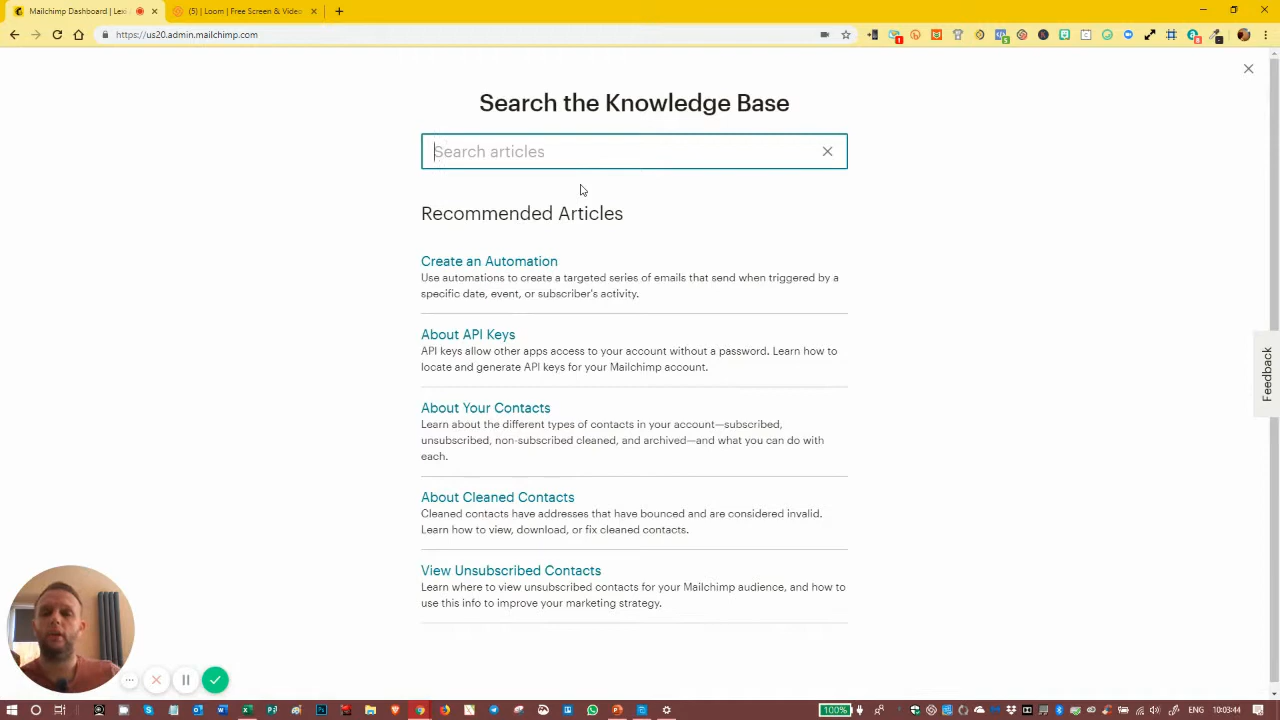 Mailchimp Dashboard | Lexi
(5) | Loom | Free Screen & Video
https://us20.admin.mailchimp.com
Search the Knowledge Base
Search articles
Recommended Articles
Create an Automation
Use automations to create a targeted series of emails that send when triggered by a
specific date, event, or subscriber's activity.
About API Keys
API keys allow other apps access to your account without a password. Learn how to
locate and generate API keys for your Mailchimp account.
About Your Contacts
Learn about the different types of contacts in your account—subscribed,
unsubscribed, non-subscribed cleaned, and archived—and what you can do with
each.
About Cleaned Contacts
Cleaned contacts have addresses that have bounced and are considered invalid.
Learn how to view, download, or fix cleaned contacts.
View Unsubscribed Contacts
Learn where to view unsubscribed contacts for your Mailchimp audience, and how to
use this info to improve your marketing strategy.
Feedback
100%
01:03:44